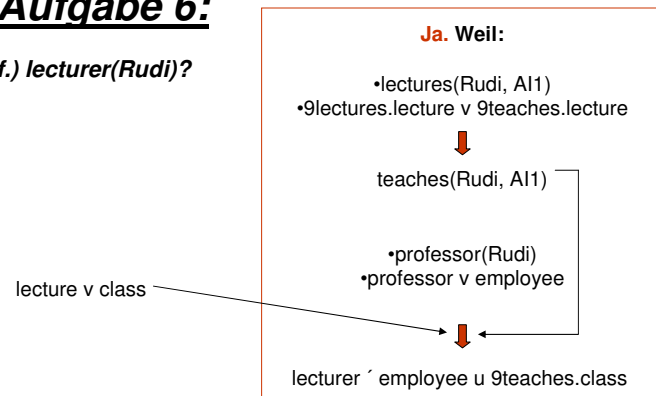 Aufgabe 6:
f.) lecturer(Rudi)?
Ja. Weil:
•lectures(Rudi, AI1)
•9lectures.lecture v 9teaches.lecture
teaches(Rudi, AI1)
•professor(Rudi)
•professor v employee
lecture v class
lecturer ´ employee u 9teaches.class